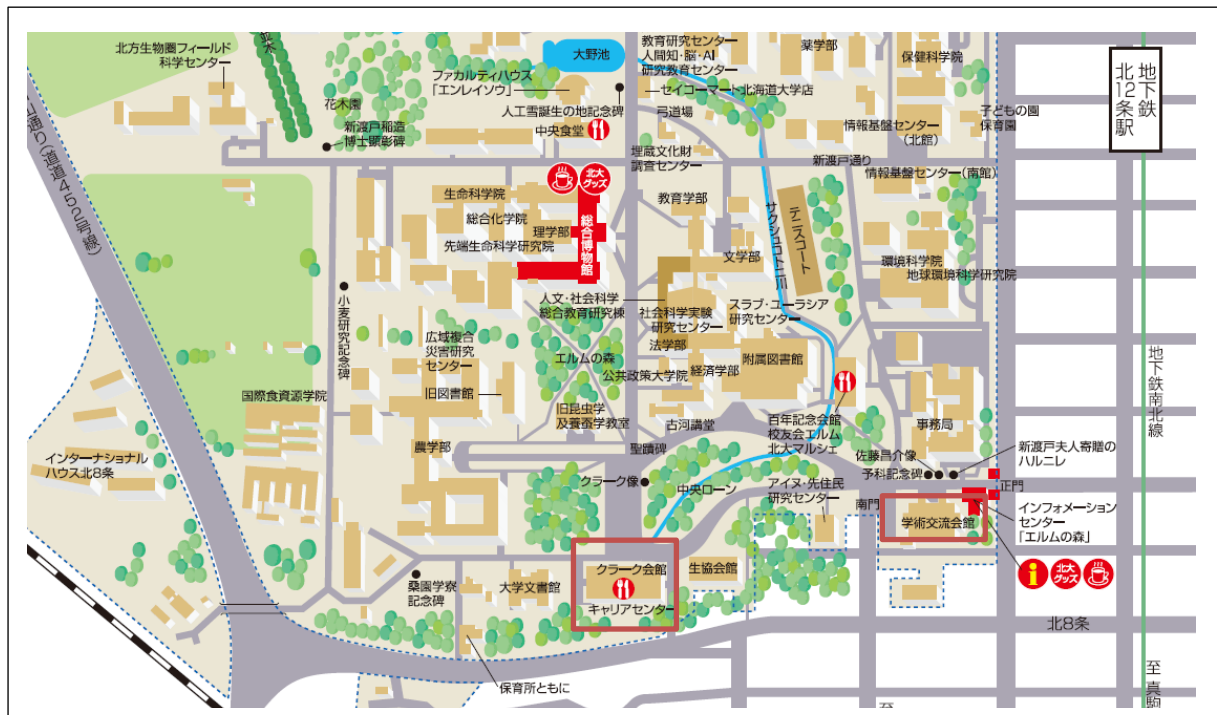 北方生物圏フィールド
科学センター
並木
大野池
教育研究センター
人間知・脳・AI
研究教育センター
薬学部
保健科学院
地下鉄
北12条駅
ファカルティハウス
「エンレイソウ」
セイコーマート北海道大学店
花木園
人工雪誕生の地記念碑
弓道場
子どもの園
保育園
新渡戸稲造
博士顕彰碑
中央食堂
情報基盤センター
(北館)
埋蔵文化財
調査センター
新渡戸通り
情報基盤センター(南館)
通り(道道452号線)
北大
グッズ
生命科学院
教育学部
総合化学院
理学部
先端生命科学研究院
総合博物館
サクシュコトニ川
テニスコート
文学部
環境科学院
地球環境科学研究院
小麦研究記念碑
人文・社会科学
総合教育研究棟
社会科学実験
研究センター
スラブ・ユーラシア
研究センター
広域複合
災害研究
センター
エルムの森
法学部
附属図書館
地下鉄南北線
公共政策大学院
経済学部
国際食資源学院
旧図書館
旧昆虫学
及養蚕学教室
古河講堂
百年記念会館
校友会エルム
北大マルシェ
事務局
農学部
聖蹟碑
佐藤昌介像
新渡戸夫人寄贈の
ハルニレ
インターナショナル
ハウス北8条
クラーク像
中央ローン
アイヌ・先住民
研究センター
予科記念碑
正門
南門
学術交流会館
インフォメーション
センター
「エルムの森」
クラーク会館
生協会館
i
北大
グッズ
桑園学寮
記念碑
大学文書館
キャリアセンター
北8条
保育所ともに
至 真駒
至